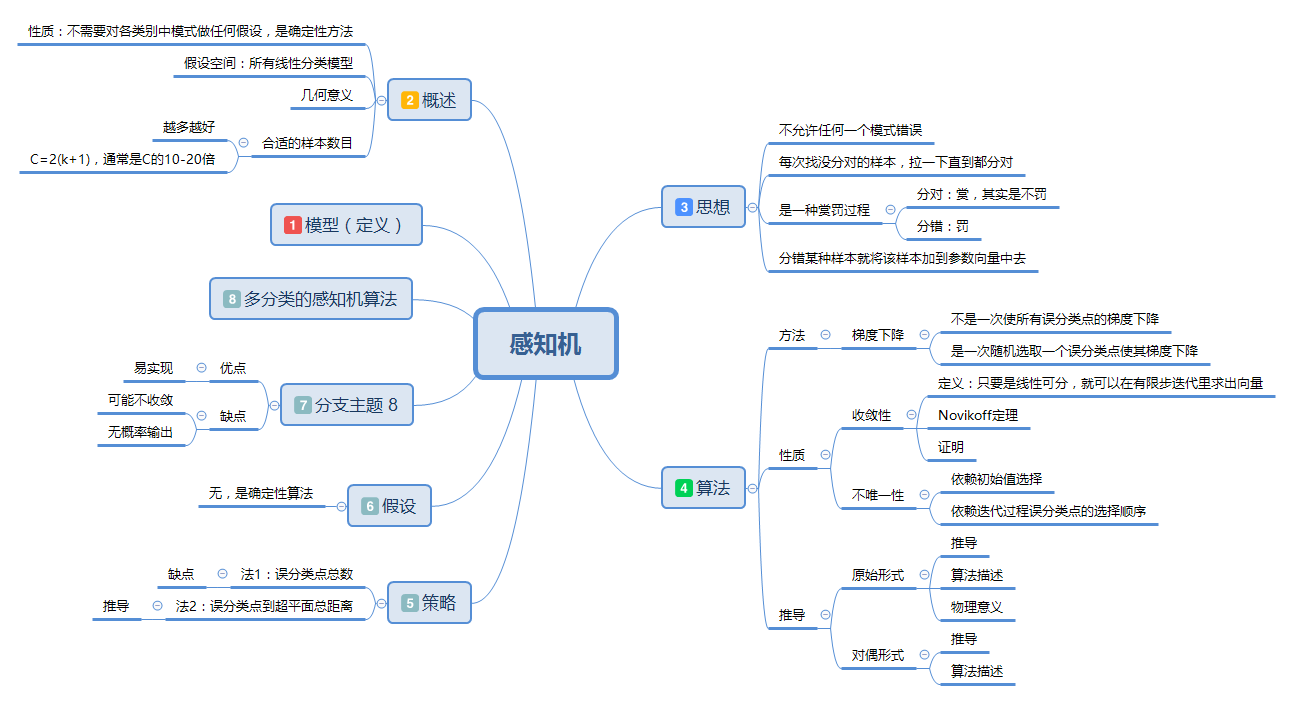 感知机
2 概述
性质：不需要对各类别中模式做任何假设，是确定性方法
假设空间：所有线性分类模型
几何意义
合适的样本数目
越多越好
C=2(k+1)，通常是C的10-20倍
1 模型（定义）
8 多分类的感知机算法
7 分支主题 8
优点
易实现
缺点
可能不收敛
无概率输出
6 假设
无，是确定性算法
5 策略
法1：误分类点总数
缺点
法2：误分类点到超平面总距离
推导
3 思想
不允许任何一个模式错误
每次找没分对的样本，拉一下直到都分对
是一种赏罚过程
分对：赏，其实是不罚
分错：罚
分错某种样本就将该样本加到参数向量中去
4 算法
方法
梯度下降
不是一次使所有误分类点的梯度下降
是一次随机选取一个误分类点使其梯度下降
性质
收敛性
定义：只要是线性可分，就可以在有限步迭代里求出向量
Novikoff定理
证明
不唯一性
依赖初始值选择
依赖迭代过程误分类点的选择顺序
推导
原始形式
推导
算法描述
物理意义
对偶形式
推导
算法描述